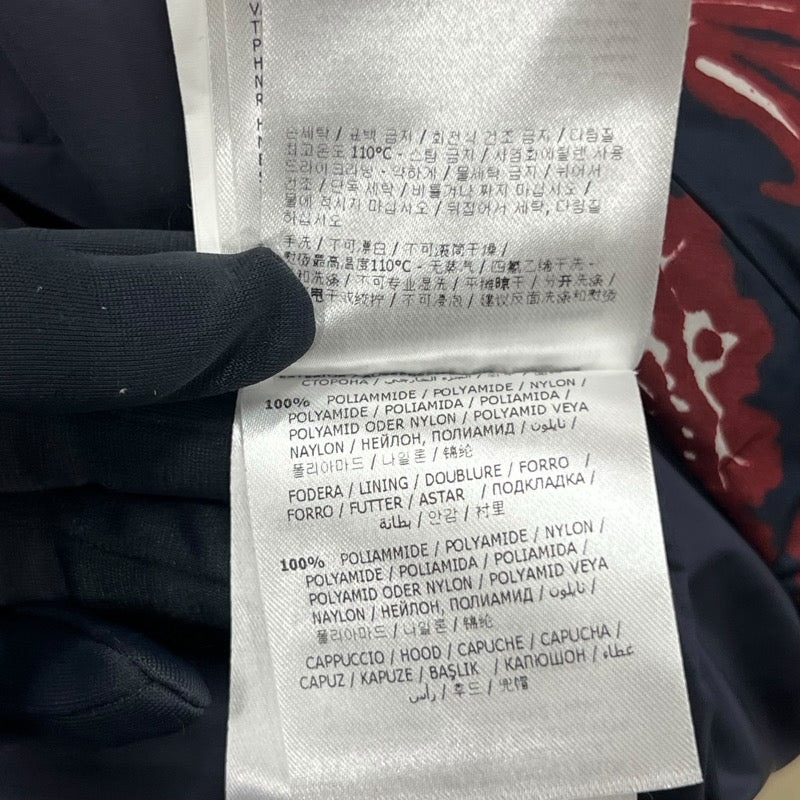 VTPHNR
손세탁 / 표백 금지 / 회전식 건조 금지 / 다림질
최고온도 110°C - 스팀 금지 / 사염화에틸렌 사용
드라이크리닝 - 약하게 / 물세탁 금지 / 뉘어서
건조 / 단독 세탁 / 비틀거나 짜지 마십시오 /
물에 적시지 마십시오 / 뒤집어서 세탁, 다림질
하십시오
手洗 / 不可漂白 / 不可滚筒干燥 /
熨烫最高温度110°C - 无蒸气 / 四氯乙烯干洗 -
和洗涤 / 不可专业湿洗 / 平摊晾干 / 分开洗涤 /
甩干或绞拧 / 不可浸泡 / 建议反面洗涤和熨烫
СТОРОНА /
100% POLIAMMIDE / POLYAMIDE / NYLON /
POLYAMIDE / POLIAMIDA / POLIAMIDA /
POLYAMID ODER NYLON / POLYAMID VEYA
NAYLON / НЕЙЛОН, ПОЛИАМИД / نايلون /
폴리아마드 / 나일론 / 锦纶
FODERA / LINING / DOUBLURE / FORRO /
FORRO / FUTTER / ASTAR / ПОДКЛАДКА /
بطانة / 안감 / 衬里
100% POLIAMMIDE / POLYAMIDE / NYLON /
POLYAMIDE / POLIAMIDA / POLIAMIDA /
POLYAMID ODER NYLON / POLYAMID VEYA
NAYLON / НЕЙЛОН, ПОЛИАМИД / نايلون /
폴리아마드 / 나일론 / 锦纶
CAPPUCCIO / HOOD / CAPUCHE / CAPUCHA /
CAPUZ / KAPUZE / BAŞLIK / КАПЮШОН / غطاء /
رأس / 후드 / 兜帽